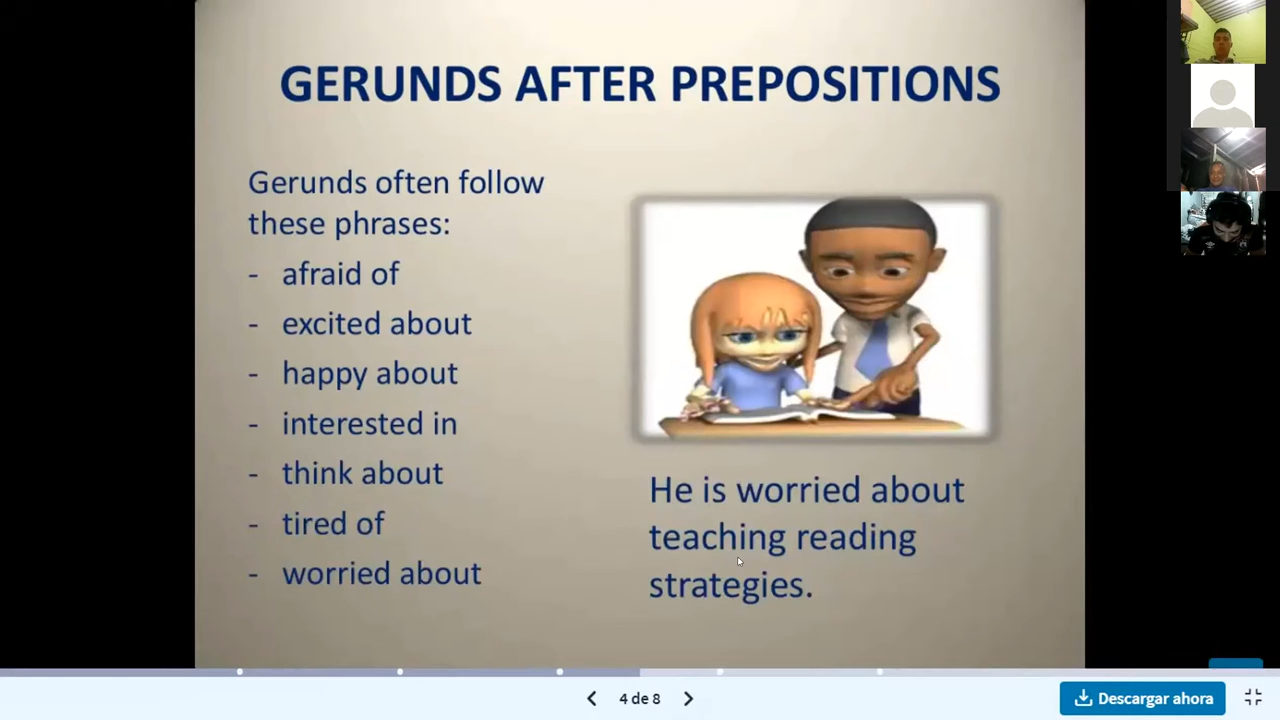 GERUNDS AFTER PREPOSITIONS
Gerunds often follow
these phrases:
- afraid of
- excited about
- happy about
- interested in
- think about
- tired of
- worried about
He is worried about
teaching reading
strategies.
4 de 8
Descargar ahora